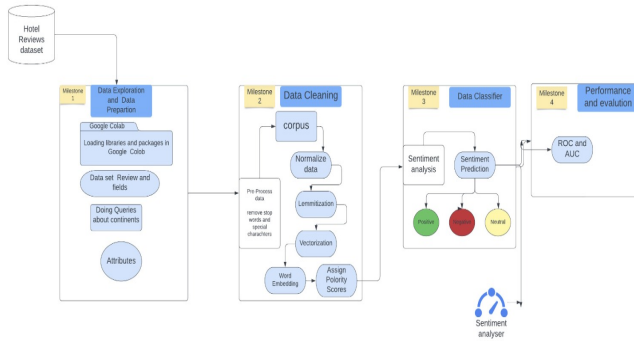 Hotel
Reviews
dataset
Milestone
1
Data Exploration
and Data
Prepartion
Google Colab
Loading libraries and packages in
Google Colob
Data set Review and
fields
Doing Queries
about continents
Attributes
Milestone
2
Data Cleaning
corpus
Normalize
data
Pre-Process
data
remove stop
words and
special
charachters
Lemmitization
Vectorization
Word
Embedding
Assign
Polority
Scores
Milestone
3
Data Classifier
Sentiment
analysis
Sentiment
Prediction
Positive
Negative
Neutral
Milestone
4
Performance
and evalution
ROC and
AUC
Sentiment
analyser